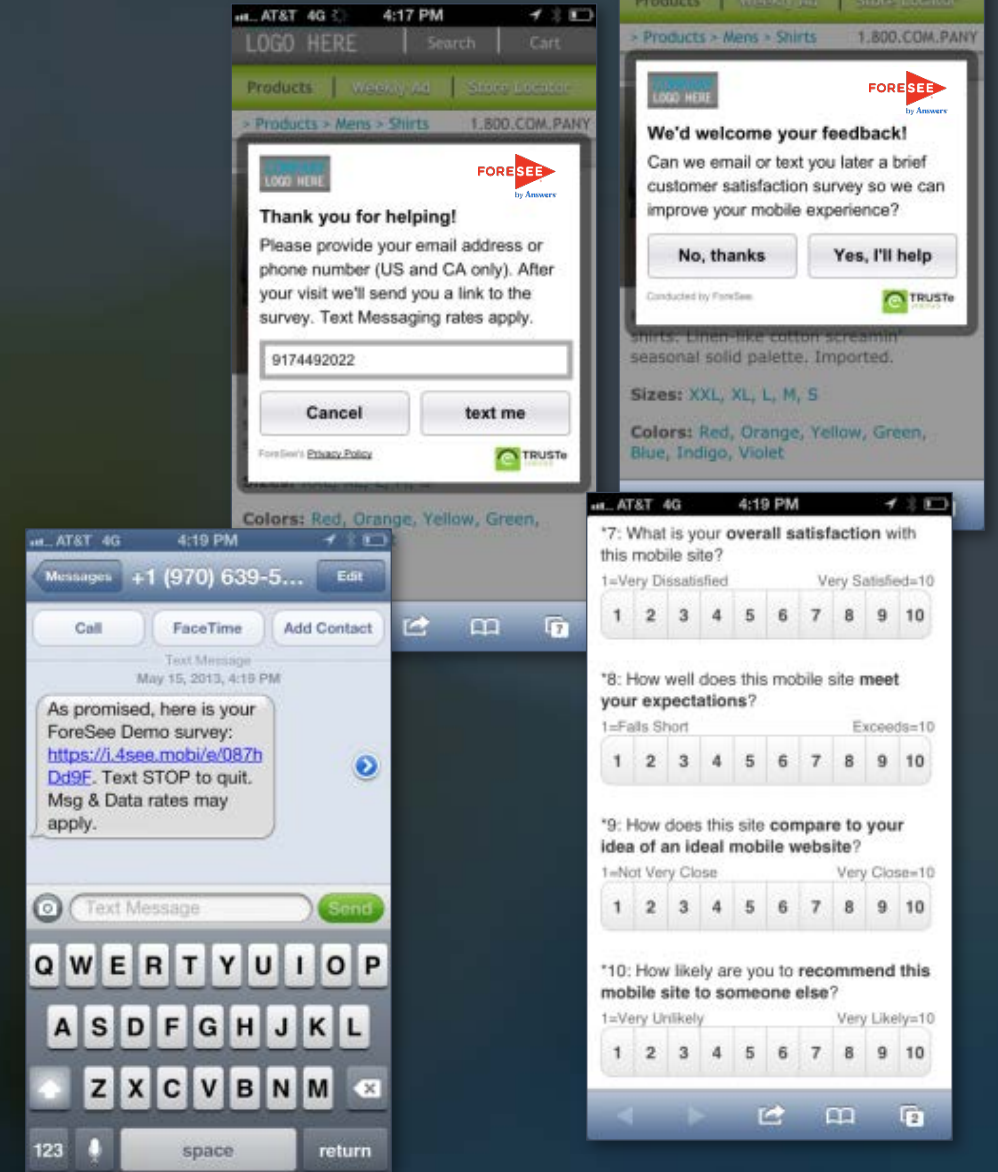 AT&T 4G 4:17 PM
LOGO HERE Search Cart
Products Weekly Ad Store Locator
> Products > Mens > Shirts 1.800.COM.PANY
COMPANY
LOGO HERE
FORESEE
by Answers
Thank you for helping!
Please provide your email address or
phone number (US and CA only). After
your visit we'll send you a link to the
survey. Text Messaging rates apply.
9174492022
Cancel text me
ForeSee's Privacy Policy
TRUSTe
Colors: Red, Orange, Yellow, Green,
7
Products Weekly Ad Store Locator
> Products > Mens > Shirts 1.800.COM.PANY
COMPANY
LOGO HERE
FORESEE
by Answers
We'd welcome your feedback!
Can we email or text you later a brief
customer satisfaction survey so we can
improve your mobile experience?
No, thanks Yes, I'll help
Conducted by ForeSee.
TRUSTe
shirts. Linen-like cotton screamin'
seasonal solid palette. Imported.
Sizes: XXL, XL, L, M, S
Colors: Red, Orange, Yellow, Green,
Blue, Indigo, Violet
AT&T 4G 4:19 PM
Messages +1 (970) 639-5... Edit
Call FaceTime Add Contact
Text Message
May 15, 2013, 4:19 PM
As promised, here is your
ForeSee Demo survey:
https://i.4see.mobi/e/087h
Dd9F. Text STOP to quit.
Msg & Data rates may
apply.
Text Message Send
Q W E R T Y U I O P
A S D F G H J K L
Z X C V B N M
123 space return
AT&T 4G 4:19 PM
*7: What is your overall satisfaction with
this mobile site?
1=Very Dissatisfied Very Satisfied=10
1 2 3 4 5 6 7 8 9 10
*8: How well does this mobile site meet
your expectations?
1=Falls Short Exceeds=10
1 2 3 4 5 6 7 8 9 10
*9: How does this site compare to your
idea of an ideal mobile website?
1=Not Very Close Very Close=10
1 2 3 4 5 6 7 8 9 10
*10: How likely are you to recommend this
mobile site to someone else?
1=Very Unlikely Very Likely=10
1 2 3 4 5 6 7 8 9 10
2